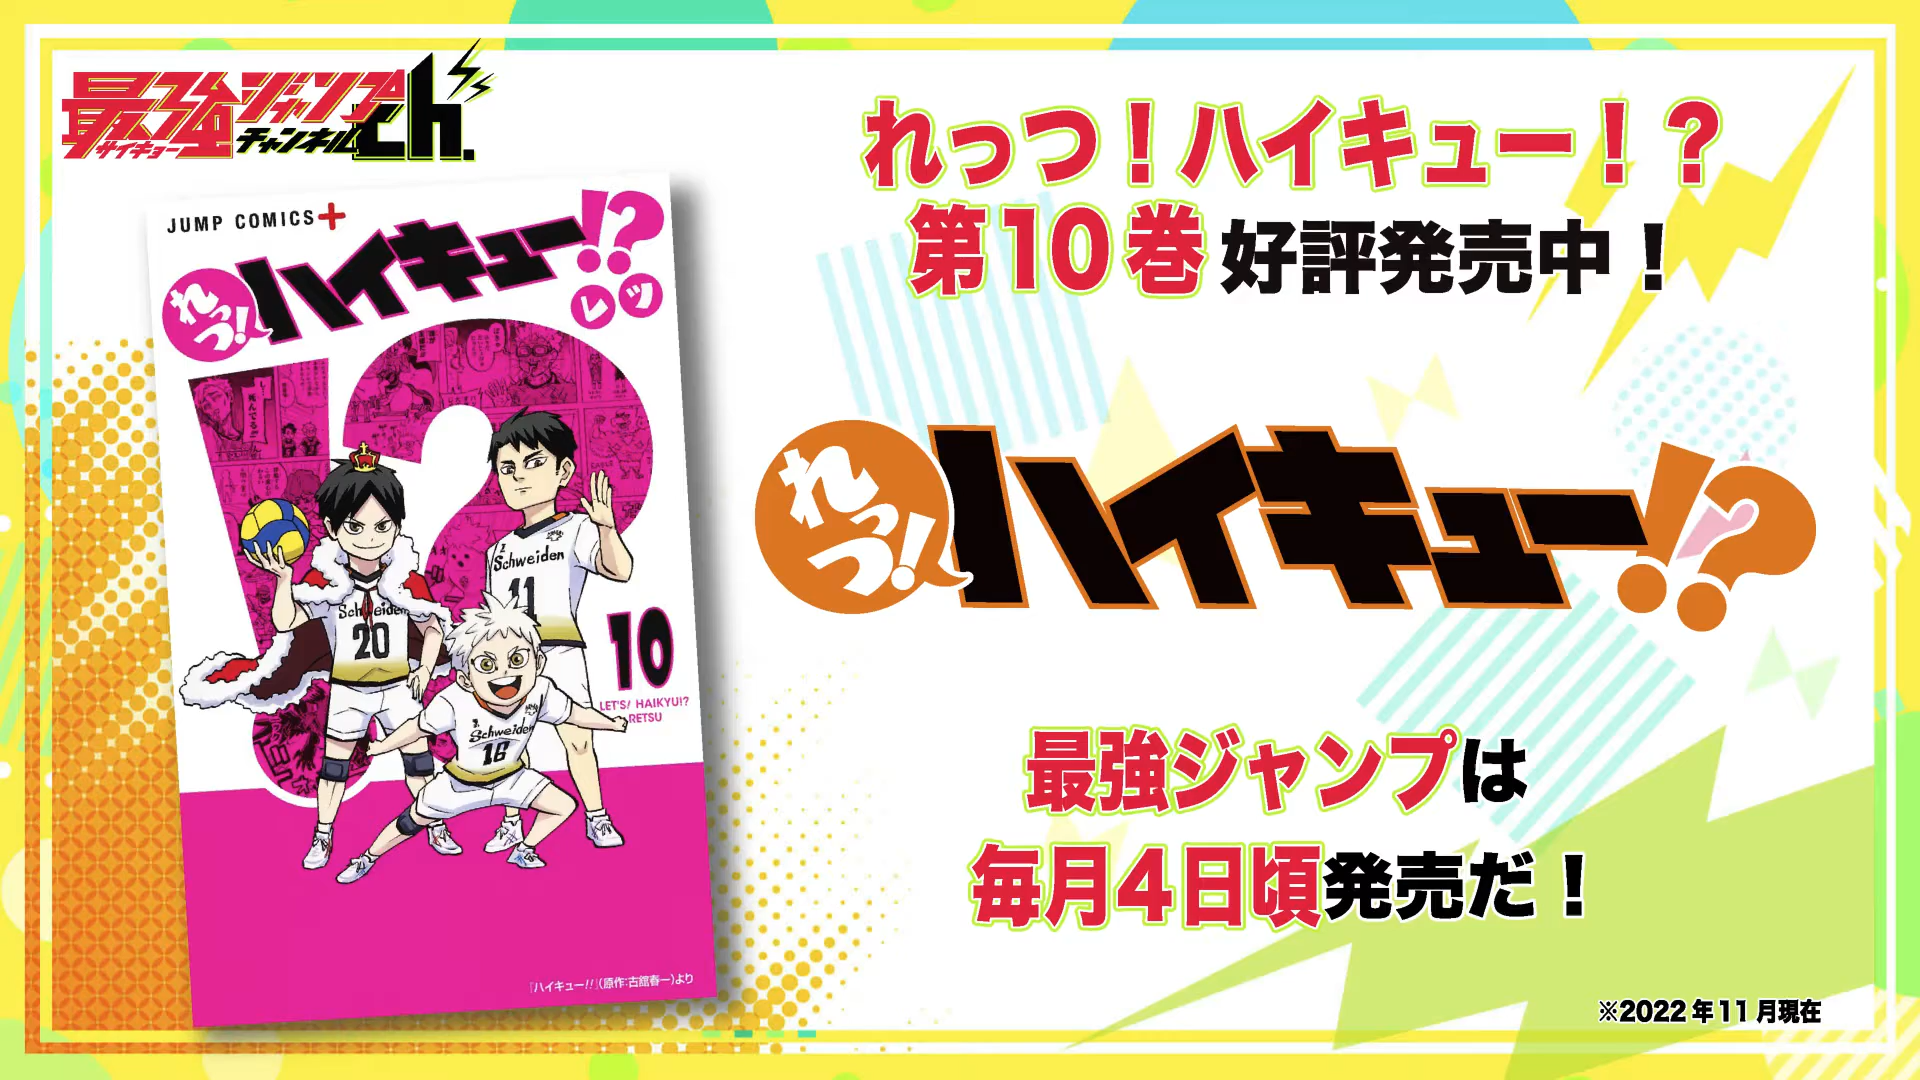 最強ジャンプ
サイキョー チャンネル ch.
れっつ！ハイキュー！？
第10巻 好評発売中！
JUMP COMICS+
れっつ！ハイキュー!?
レツ
Schweiden
11
Schweiden
20
Schweiden
16
10
LET'S! HAIKYU!?
RETSU
『ハイキュー!!』(原作:古舘春一)より
れっつ！ハイキュー!?
最強ジャンプは
毎月4日頃発売だ！
※2022年11月現在